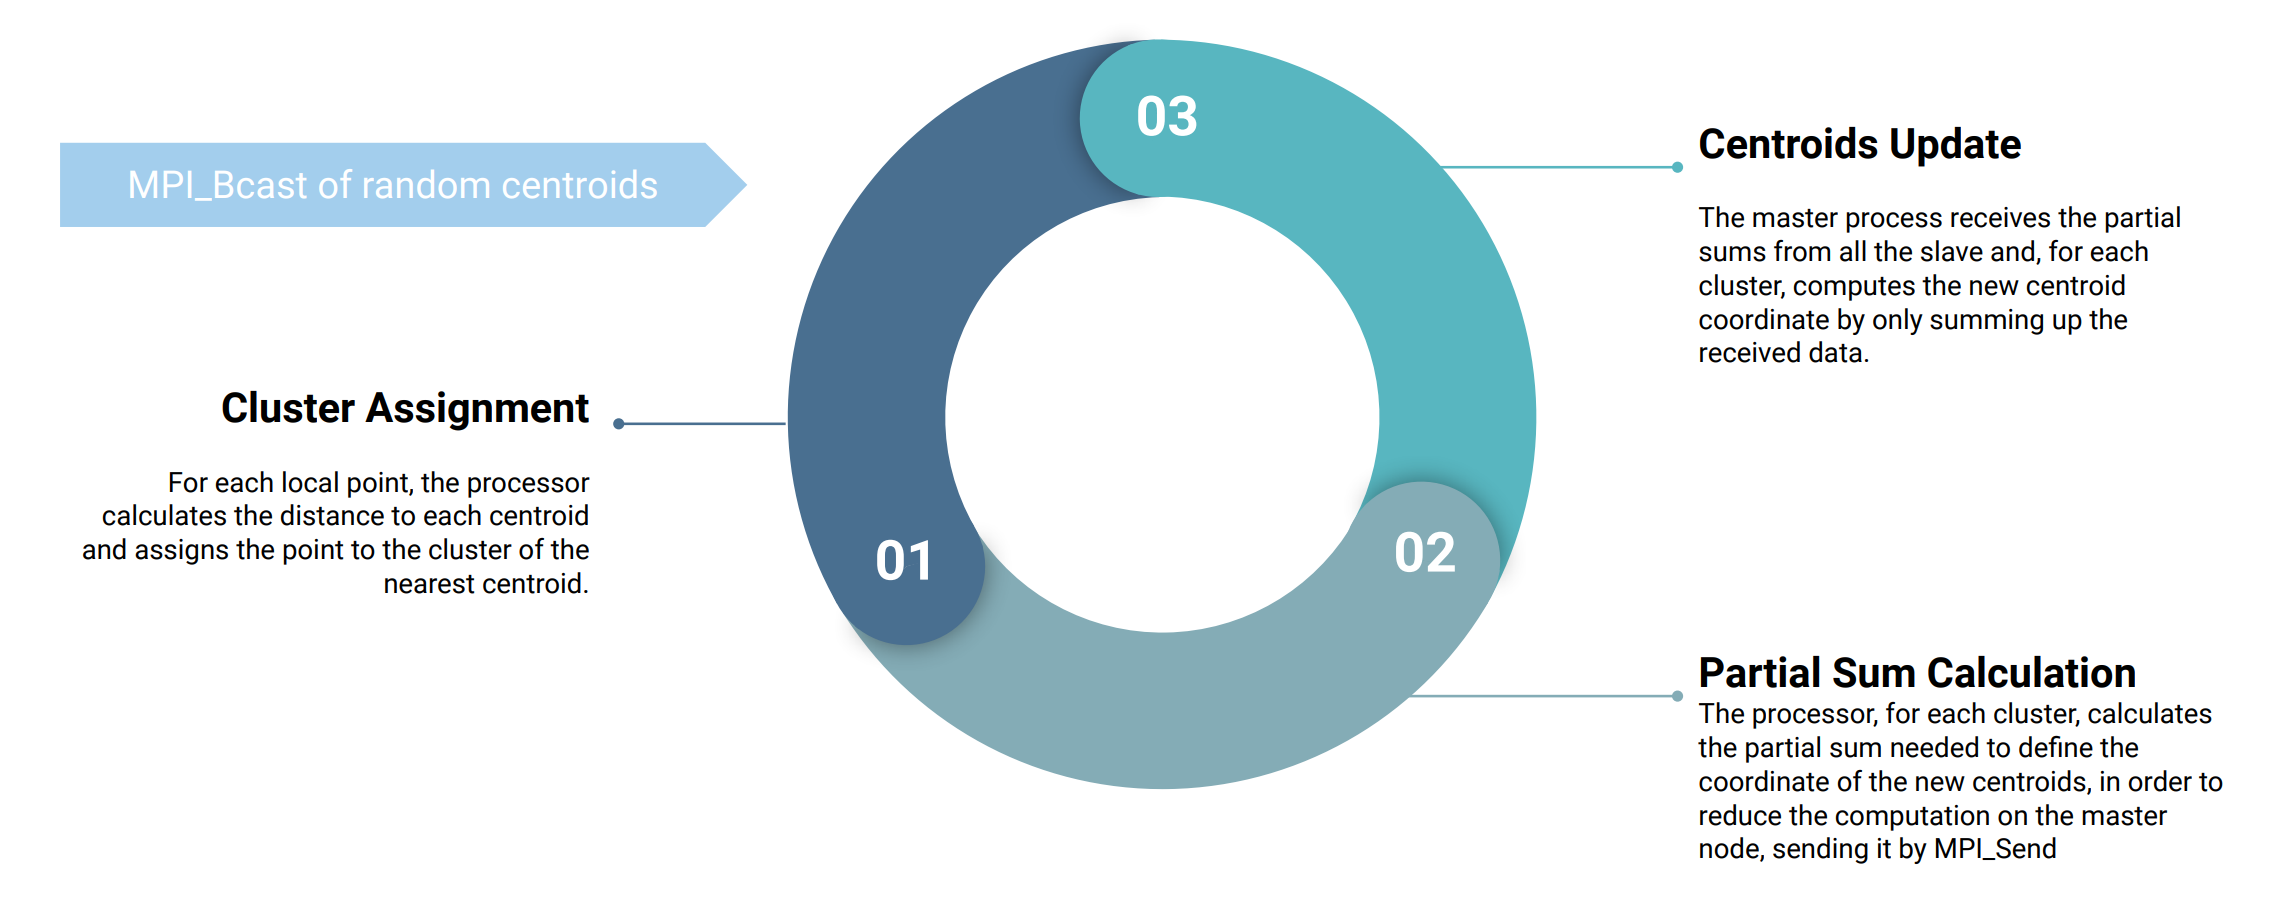 MPI_Bcast of random centroids
Cluster Assignment
For each local point, the processor
calculates the distance to each centroid
and assigns the point to the cluster of the
nearest centroid.
01
02
03
Centroids Update
The master process receives the partial
sums from all the slave and, for each
cluster, computes the new centroid
coordinate by only summing up the
received data.
Partial Sum Calculation
The processor, for each cluster, calculates
the partial sum needed to define the
coordinate of the new centroids, in order to
reduce the computation on the master
node, sending it by MPI_Send